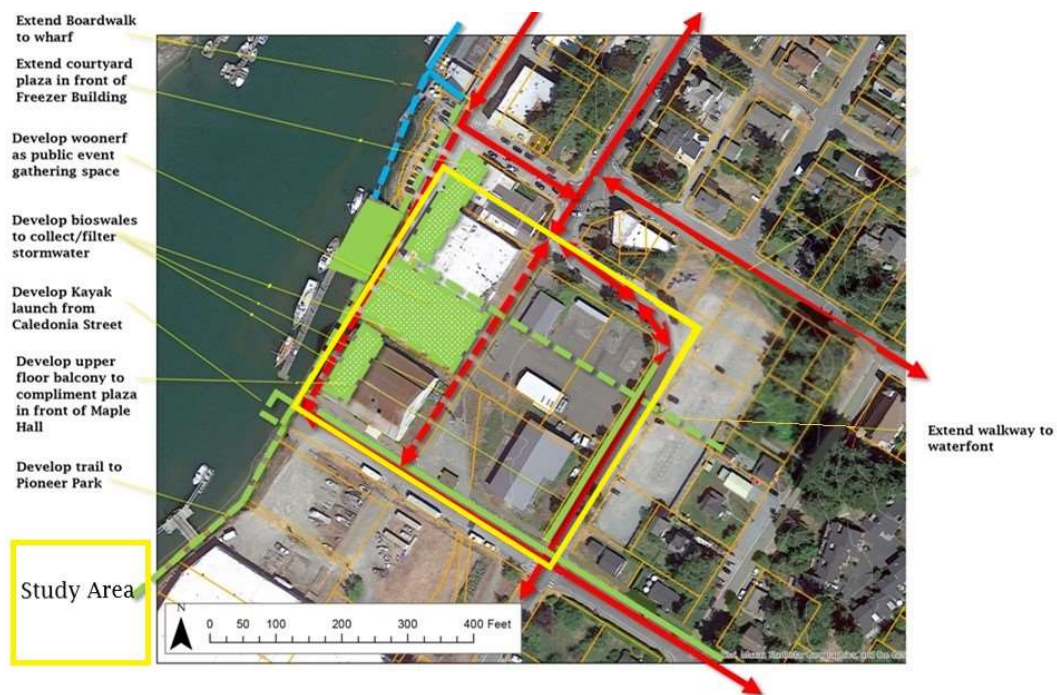 Extend Boardwalk
to wharf
Extend courtyard
plaza in front of
Freezer Building
Develop woonerf
as public event
gathering space
Develop bioswales
to collect/filter
stormwater
Develop Kayak
launch from
Caledonia Street
Develop upper
floor balcony to
compliment plaza
in front of Maple
Hall
Develop trail to
Pioneer Park
Study Area
Extend walkway to
waterfont
N
0 50 100 200 300 400 Feet